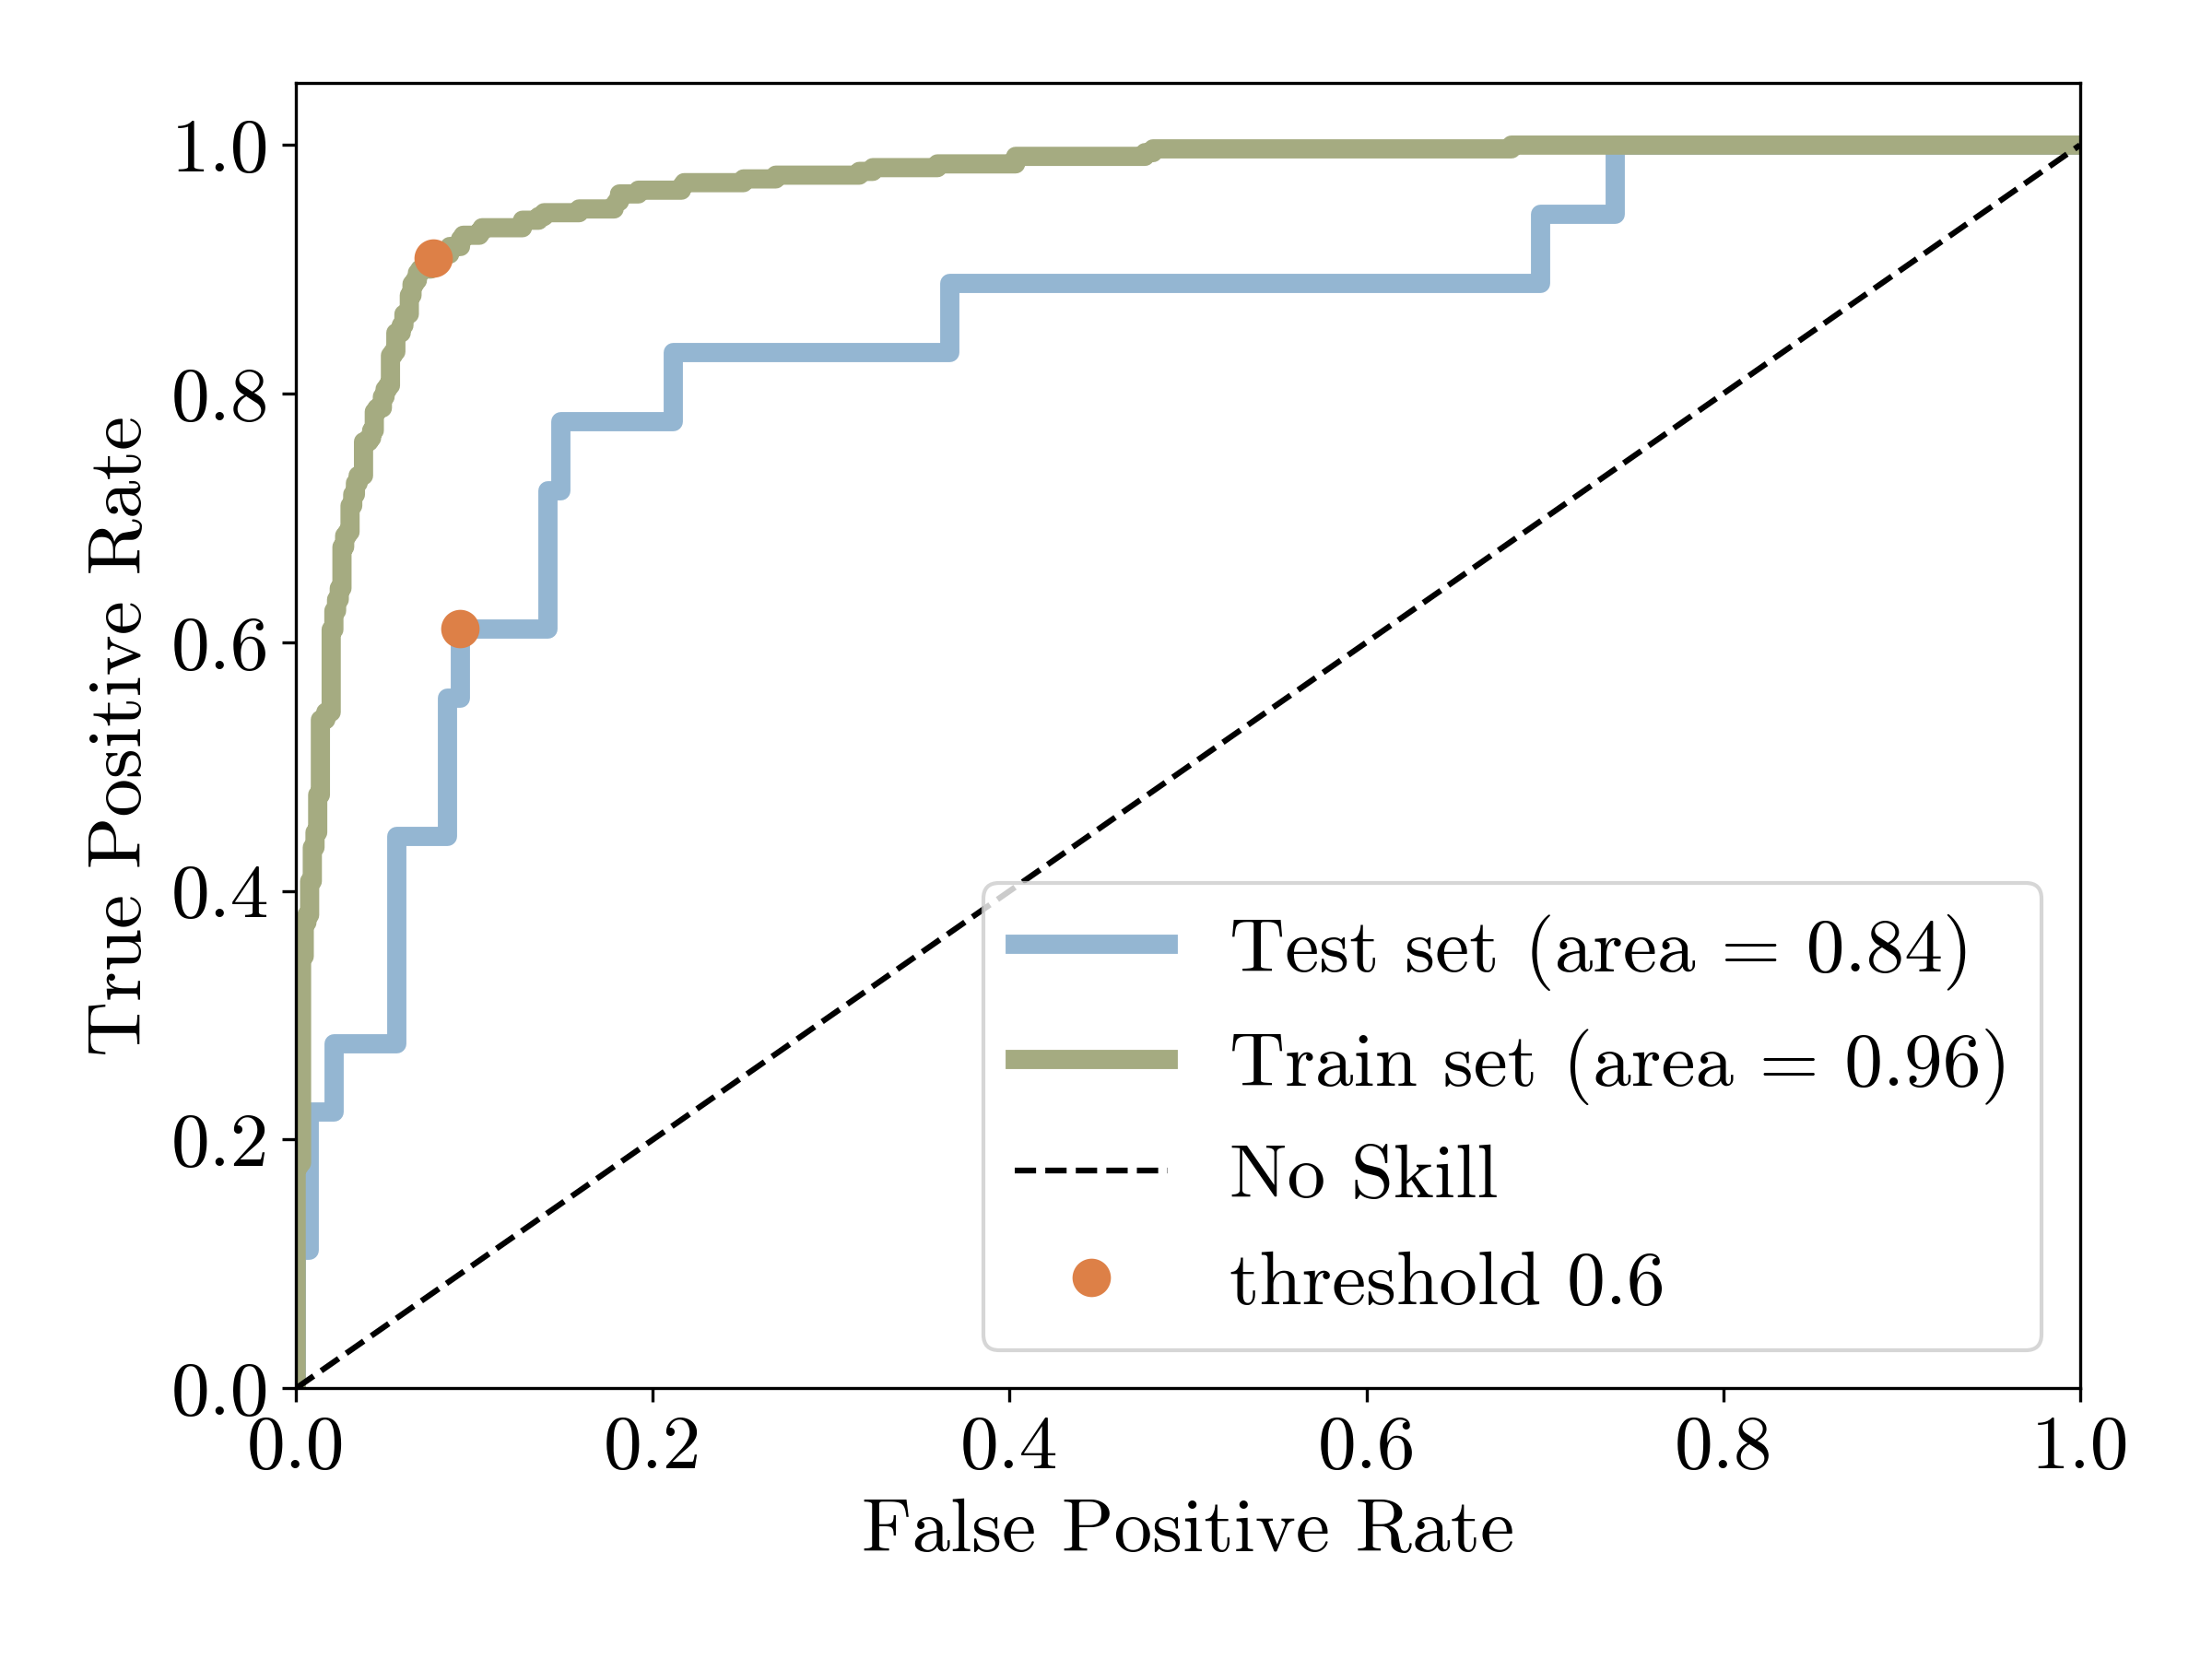 1.0
0.8
0.6
0.4
0.2
0.0
True Positive Rate
Test set (area = 0.84)
Train set (area = 0.96)
No Skill
threshold 0.6
0.0 0.2 0.4 0.6 0.8 1.0
False Positive Rate